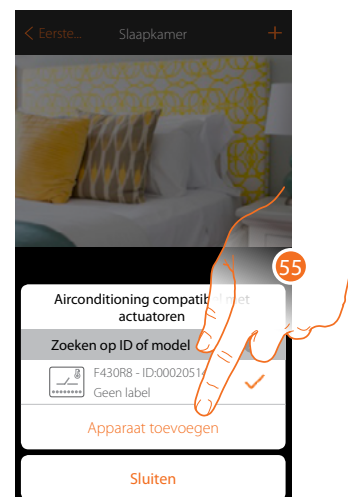 < Eerste... Slaapkamer +
55
Airconditioning compatibel met
actuatoren
Zoeken op ID of model
F430R8 - ID:0002051
Geen label
Apparaat toevoegen
Sluiten